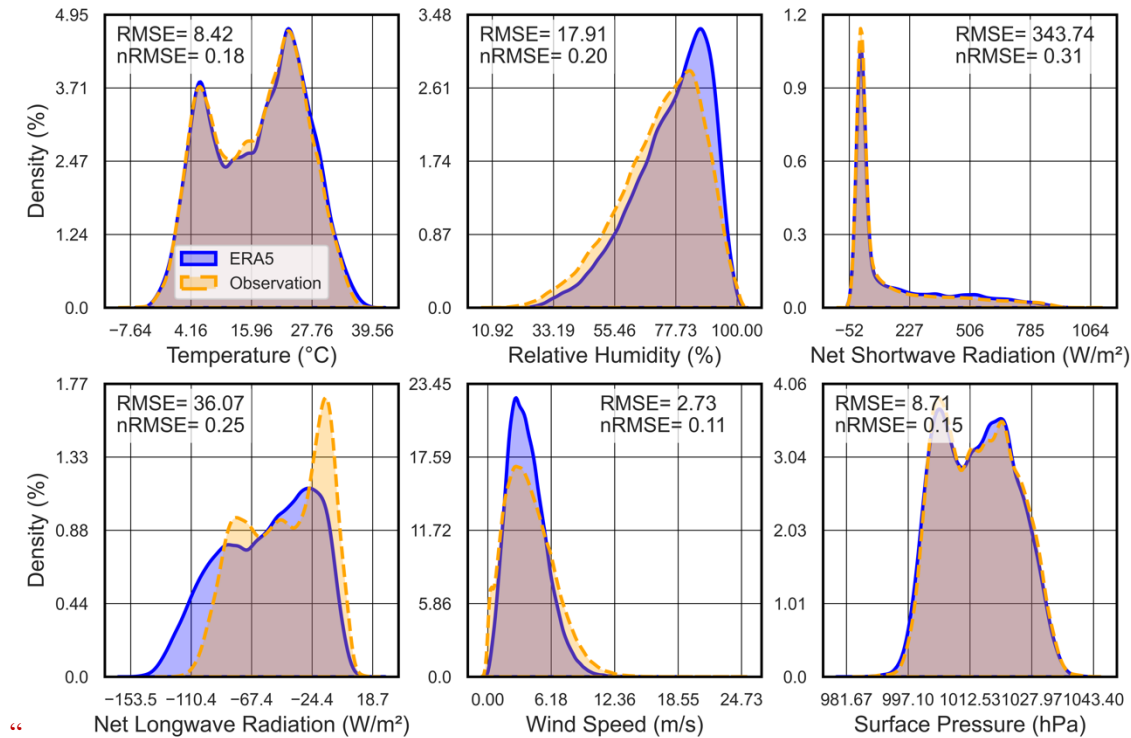 4.95
3.71
2.47
1.24
0.0
Density (%)
RMSE= 8.42
nRMSE= 0.18
ERA5
Observation
−7.64 4.16 15.96 27.76 39.56
Temperature (°C)
3.48
2.61
1.74
0.87
0.0
RMSE= 17.91
nRMSE= 0.20
10.92 33.19 55.46 77.73 100.00
Relative Humidity (%)
1.2
0.9
0.6
0.3
0.0
RMSE= 343.74
nRMSE= 0.31
−52 227 506 785 1064
Net Shortwave Radiation (W/m²)
1.77
1.33
0.88
0.44
0.0
Density (%)
RMSE= 36.07
nRMSE= 0.25
−153.5 −110.4 −67.4 −24.4 18.7
Net Longwave Radiation (W/m²)
23.45
17.59
11.72
5.86
0.0
RMSE= 2.73
nRMSE= 0.11
0.00 6.18 12.36 18.55 24.73
Wind Speed (m/s)
4.06
3.04
2.03
1.01
0.0
RMSE= 8.71
nRMSE= 0.15
981.67 997.10 1012.53 1027.97 1043.40
Surface Pressure (hPa)
“